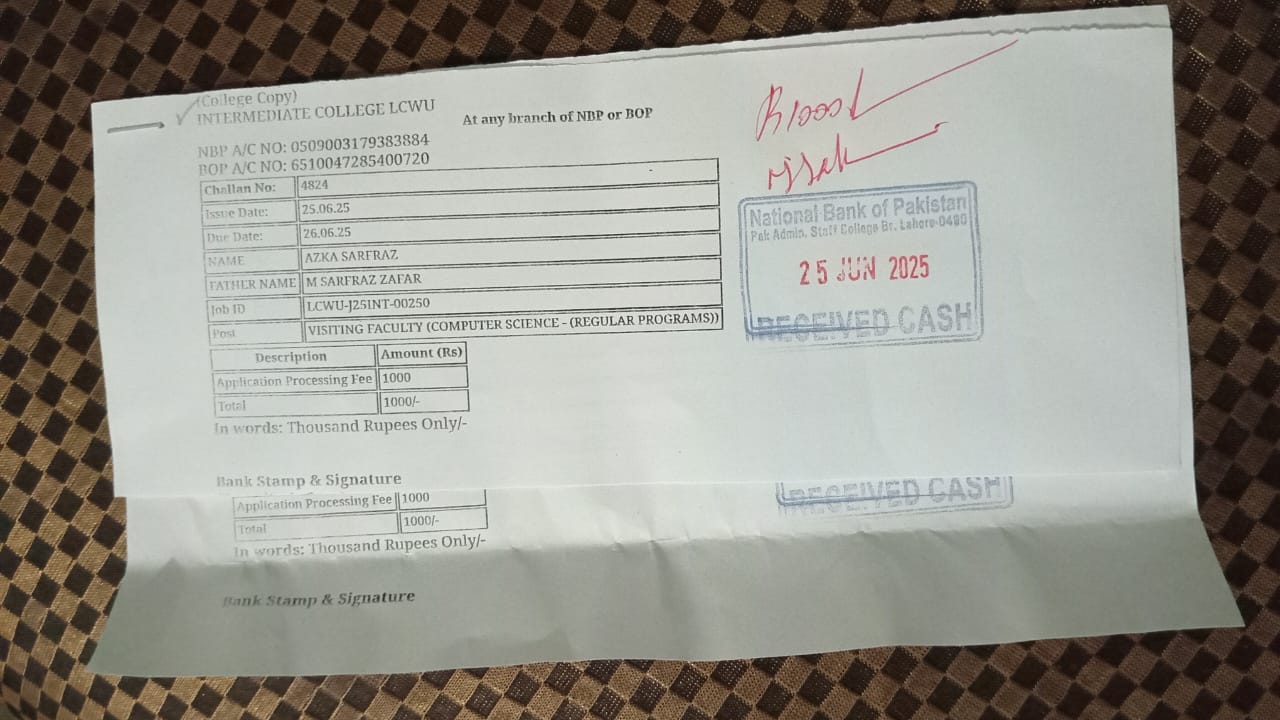 (College Copy)
INTERMEDIATE COLLEGE LCWU
At any branch of NBP or BOP
NBP A/C NO: 0509003179383884
BOP A/C NO: 6510047285400720
Challan No: 4824
Issue Date: 25.06.25
Due Date: 26.06.25
NAME AZKA SARFRAZ
FATHER NAME M SARFRAZ ZAFAR
Job ID LCWU-J25INT-00250
Post VISITING FACULTY (COMPUTER SCIENCE - (REGULAR PROGRAMS))
Description Amount (Rs)
Application Processing Fee 1000
Total 1000/-
In words: Thousand Rupees Only/-
Bank Stamp & Signature
National Bank of Pakistan
Pak Admin. Staff College Br. Lahore-0480
25 JUN 2025
RECEIVED CASH
Application Processing Fee 1000
Total 1000/-
In words: Thousand Rupees Only/-
RECEIVED CASH
Bank Stamp & Signature